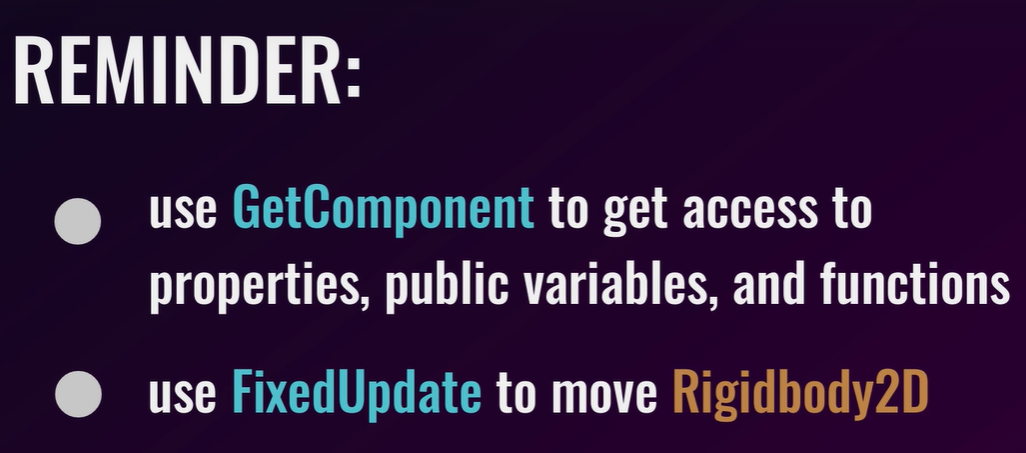 REMINDER:
use GetComponent to get access to
properties, public variables, and functions
use FixedUpdate to move Rigidbody2D